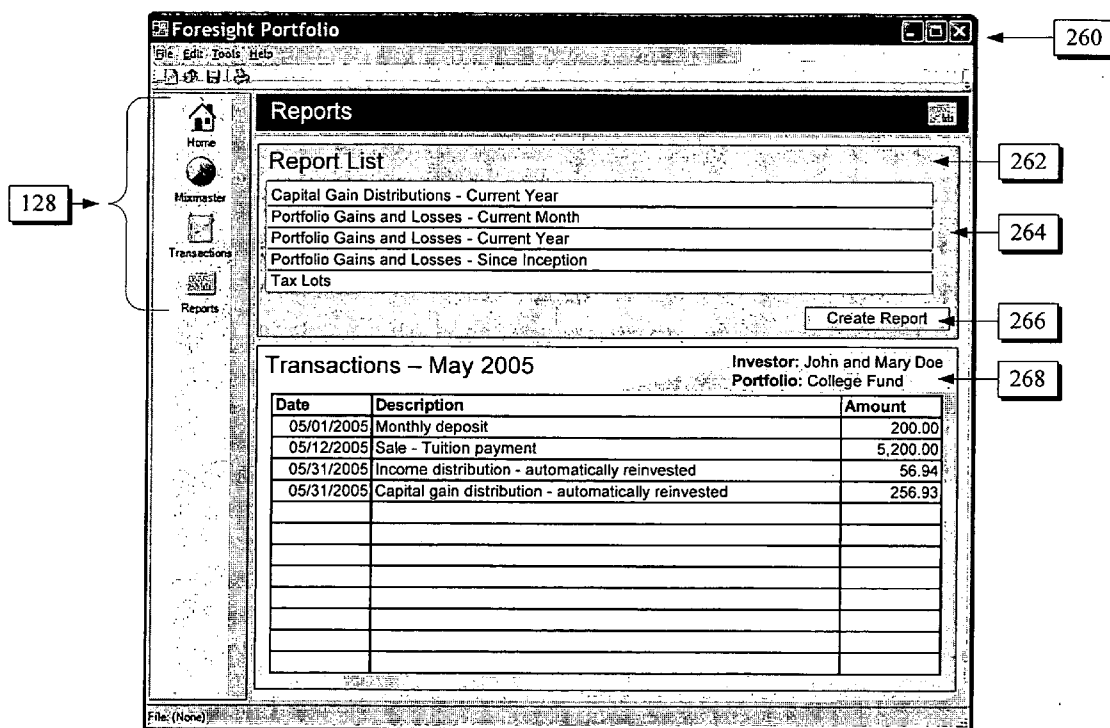 Foresight Portfolio
260
File Edit Tools Help
Reports
Home
Mixmaster
Transactions
Reports
128
Report List
262
Capital Gain Distributions - Current Year
Portfolio Gains and Losses - Current Month
Portfolio Gains and Losses - Current Year
Portfolio Gains and Losses - Since Inception
Tax Lots
264
Create Report
266
Transactions – May 2005
Investor: John and Mary Doe
Portfolio: College Fund
268
Date Description Amount
05/01/2005 Monthly deposit 200.00
05/12/2005 Sale - Tuition payment 5,200.00
05/31/2005 Income distribution - automatically reinvested 56.94
05/31/2005 Capital gain distribution - automatically reinvested 256.93
File: (None)